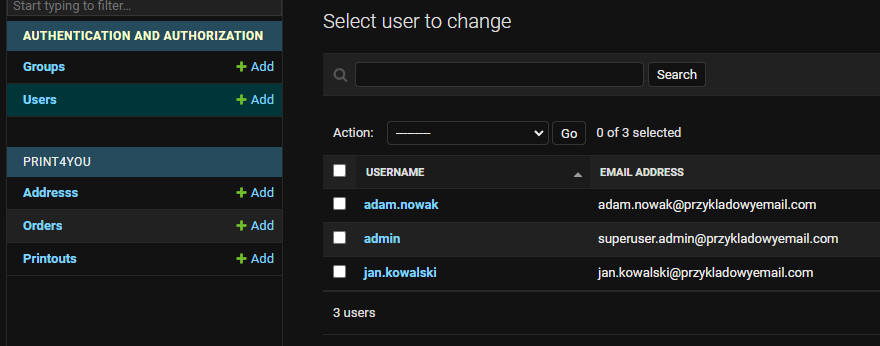 Start typing to filter...
AUTHENTICATION AND AUTHORIZATION
Groups + Add
Users + Add
PRINT4YOU
Addresss + Add
Orders + Add
Printouts + Add
Select user to change
Search
Action: --------- Go 0 of 3 selected
USERNAME EMAIL ADDRESS
adam.nowak adam.nowak@przykladowyemail.com
admin superuser.admin@przykladowyemail.com
jan.kowalski jan.kowalski@przykladowyemail.com
3 users